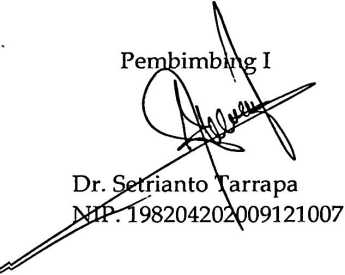 Pembimbing I
Dr. Setrianto Tarrapa
NIP. 198204202009121007